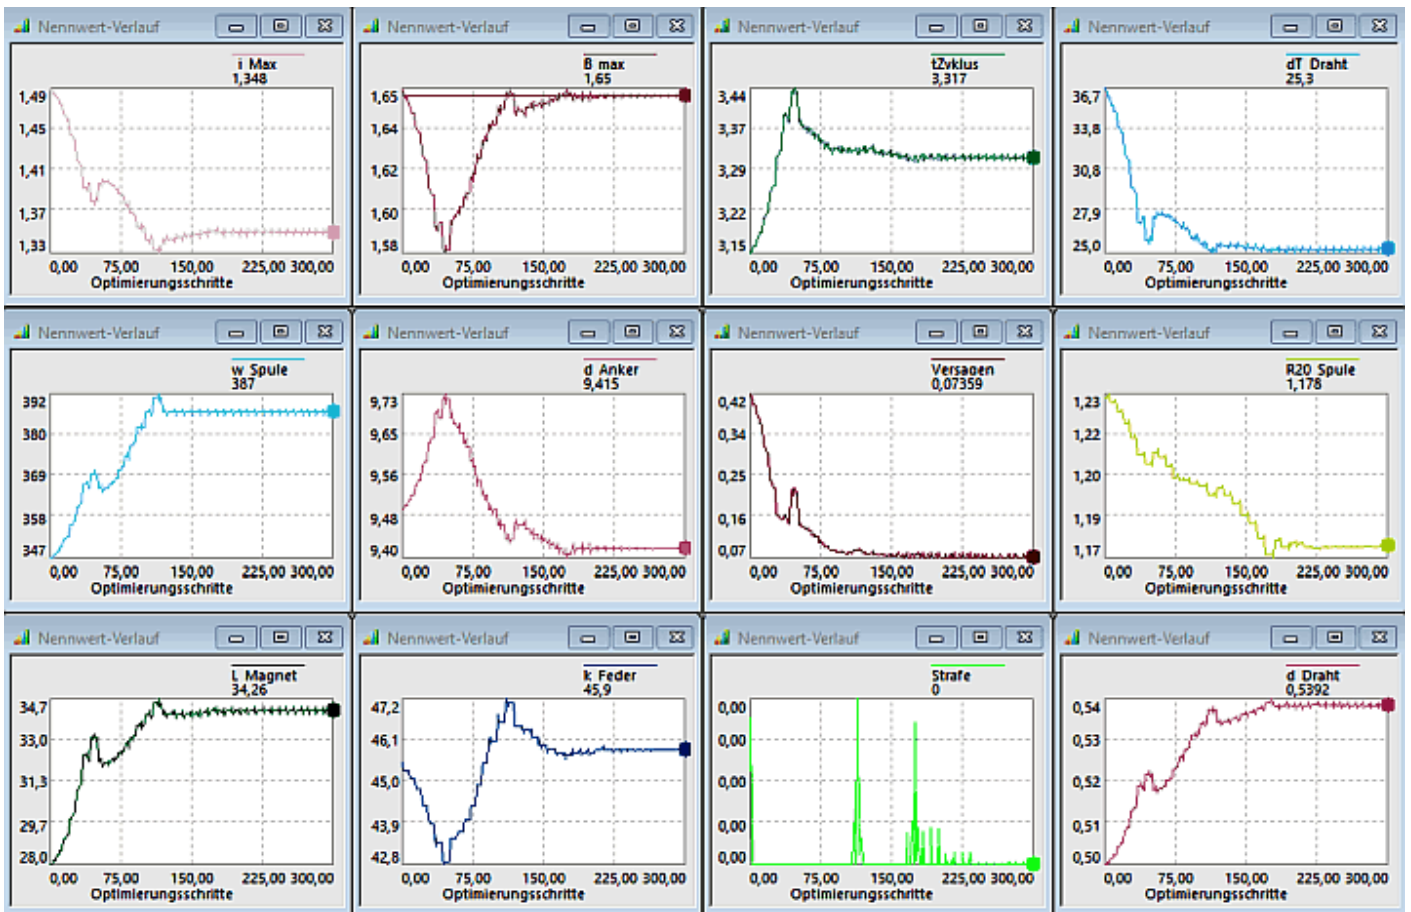 Nennwert-Verlauf
i Max
1,348
1,49
1,45
1,41
1,37
1,33
0,00 75,00 150,00 225,00 300,00
Optimierungsschritte
Nennwert-Verlauf
B max
1,65
1,65
1,64
1,62
1,60
1,58
0,00 75,00 150,00 225,00 300,00
Optimierungsschritte
Nennwert-Verlauf
tZyklus
3,317
3,44
3,37
3,29
3,22
3,15
0,00 75,00 150,00 225,00 300,00
Optimierungsschritte
Nennwert-Verlauf
dT Draht
25,3
36,7
33,8
30,8
27,9
25,0
0,00 75,00 150,00 225,00 300,00
Optimierungsschritte
Nennwert-Verlauf
w Spule
387
392
380
369
358
347
0,00 75,00 150,00 225,00 300,00
Optimierungsschritte
Nennwert-Verlauf
d Anker
9,415
9,73
9,65
9,56
9,48
9,40
0,00 75,00 150,00 225,00 300,00
Optimierungsschritte
Nennwert-Verlauf
Versagen
0,07359
0,42
0,34
0,25
0,16
0,07
0,00 75,00 150,00 225,00 300,00
Optimierungsschritte
Nennwert-Verlauf
R20 Spule
1,178
1,23
1,22
1,20
1,19
1,17
0,00 75,00 150,00 225,00 300,00
Optimierungsschritte
Nennwert-Verlauf
L Magnet
34,26
34,7
33,0
31,3
29,7
28,0
0,00 75,00 150,00 225,00 300,00
Optimierungsschritte
Nennwert-Verlauf
k Feder
45,9
47,2
46,1
45,0
43,9
42,8
0,00 75,00 150,00 225,00 300,00
Optimierungsschritte
Nennwert-Verlauf
Strafe
0
0,00
0,00
0,00
0,00
0,00
0,00 75,00 150,00 225,00 300,00
Optimierungsschritte
Nennwert-Verlauf
d Draht
0,5392
0,54
0,53
0,52
0,51
0,50
0,00 75,00 150,00 225,00 300,00
Optimierungsschritte